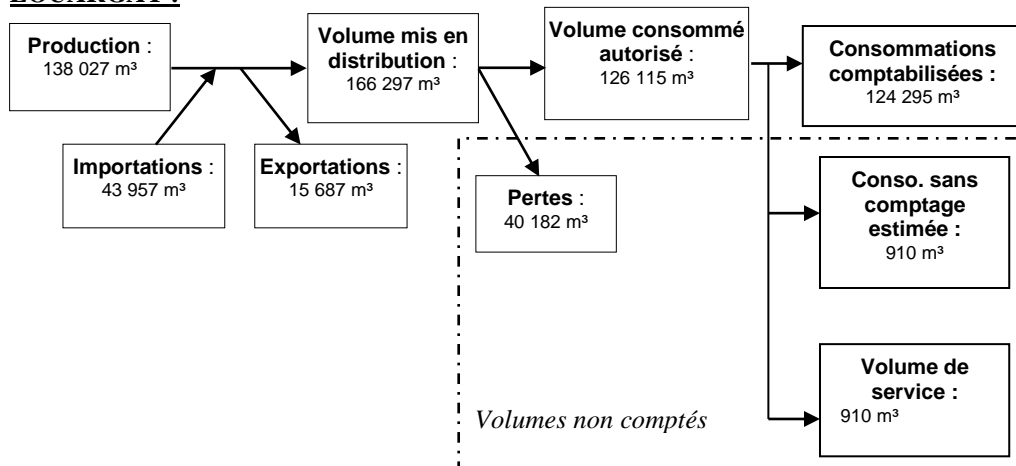 LOUARGAT :
Production :
138 027 m³
Volume mis en
distribution :
166 297 m³
Volume consommé
autorisé :
126 115 m³
Consommations
comptabilisées :
124 295 m³
Importations :
43 957 m³
Exportations :
15 687 m³
Pertes :
40 182 m³
Conso. sans
comptage
estimée :
910 m³
Volume de
service :
910 m³
Volumes non comptés